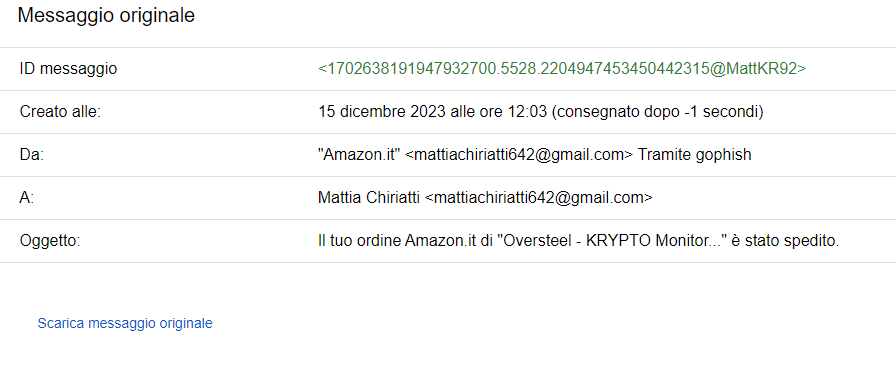 Messaggio originale
ID messaggio <1702638191947932700.5528.2204947453450442315@MattKR92>
Creato alle: 15 dicembre 2023 alle ore 12:03 (consegnato dopo -1 secondi)
Da: "Amazon.it" <mattiachiriatti642@gmail.com> Tramite gophish
A: Mattia Chiriatti <mattiachiriatti642@gmail.com>
Oggetto: Il tuo ordine Amazon.it di "Oversteel - KRYPTO Monitor..." è stato spedito.
Scarica messaggio originale